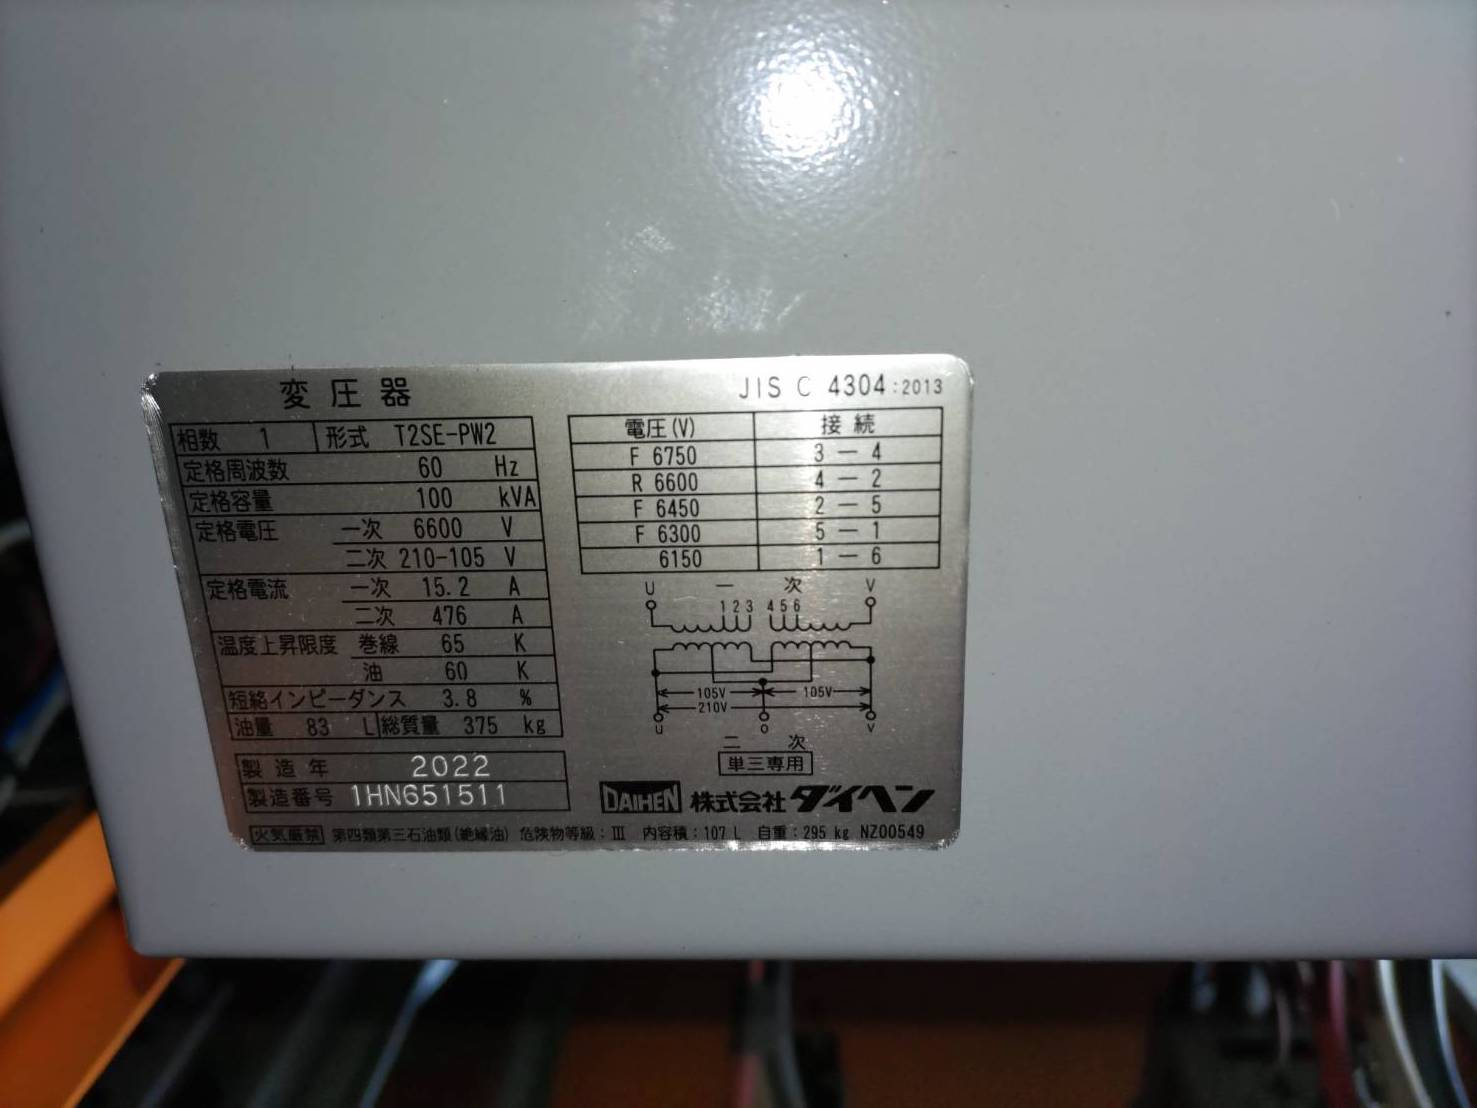 変圧器
JIS C 4304:2013
相数 1 形式 T2SE-PW2
定格周波数 60 Hz
定格容量 100 kVA
定格電圧 一次 6600 V
二次 210-105 V
定格電流 一次 15.2 A
二次 476 A
温度上昇限度 巻線 65 K
油 60 K
短絡インピーダンス 3.8 %
油量 83 L 総質量 375 kg
製造年 2022
製造番号 1HN651511
電圧(V) 接続
F 6750 3-4
R 6600 4-2
F 6450 2-5
F 6300 5-1
6150 1-6
U 一次 V
1 2 3 4 5 6
105V 105V
210V
u o v
二次
単三専用
DAIHEN 株式会社ダイヘン
火気厳禁 第四類第三石油類(絶縁油) 危険物等級:Ⅲ 内容積:107 L 自重:295 kg NZ00549